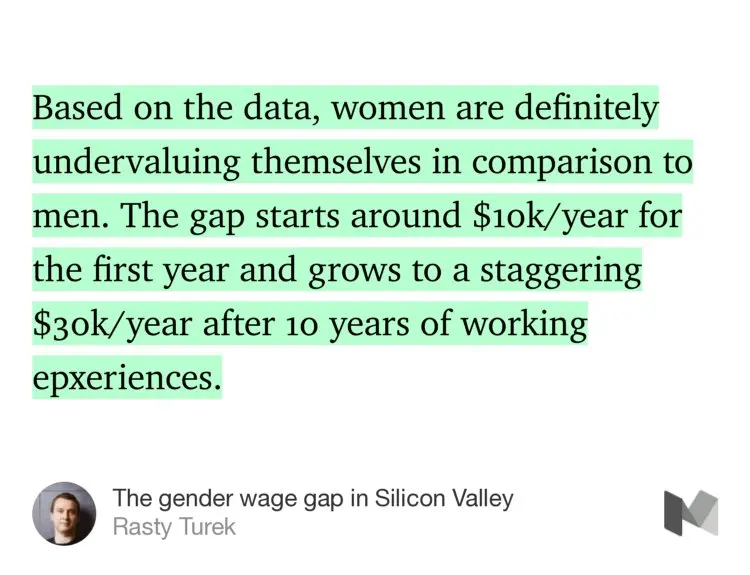 Based on the data, women are definitely
undervaluing themselves in comparison to
men. The gap starts around $10k/year for
the first year and grows to a staggering
$30k/year after 10 years of working
epxeriences.
The gender wage gap in Silicon Valley
Rasty Turek